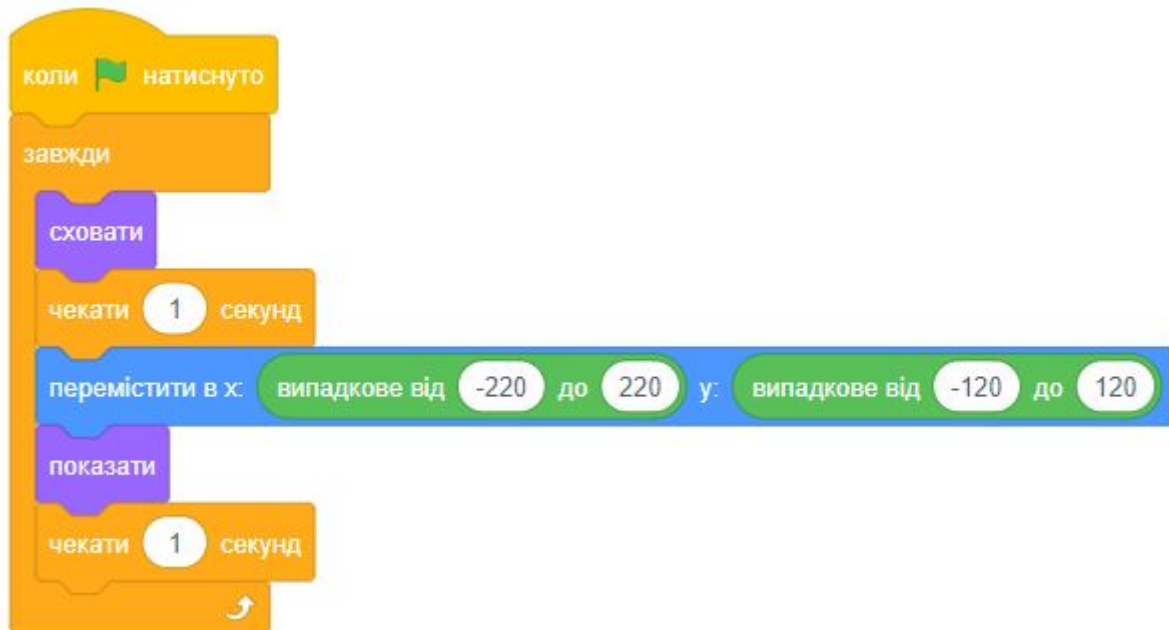 коли натиснуто
завжди
сховати
чекати 1 секунд
перемістити в x: випадкове від -220 до 220 y: випадкове від -120 до 120
показати
чекати 1 секунд